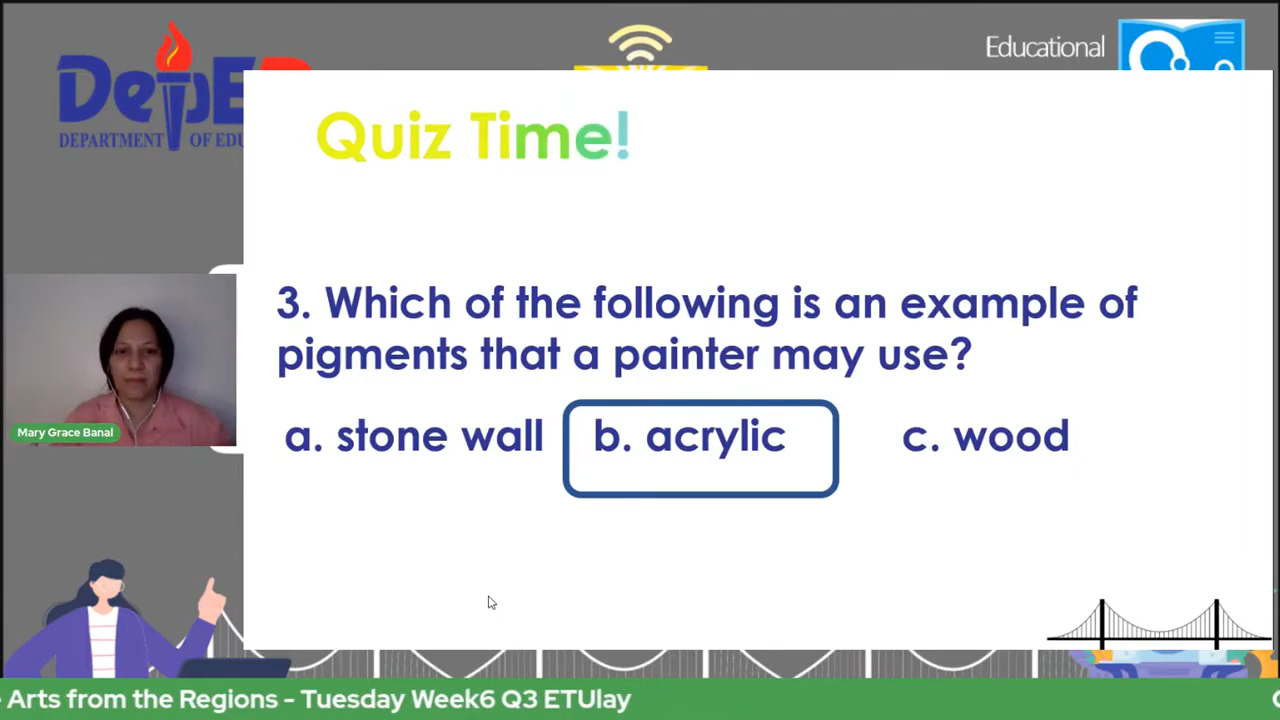 DepED
DEPARTMENT OF EDU
Educational
Quiz Time!
3. Which of the following is an example of
pigments that a painter may use?
a. stone wall b. acrylic c. wood
Mary Grace Banal
Arts from the Regions - Tuesday Week6 Q3 ETUlay